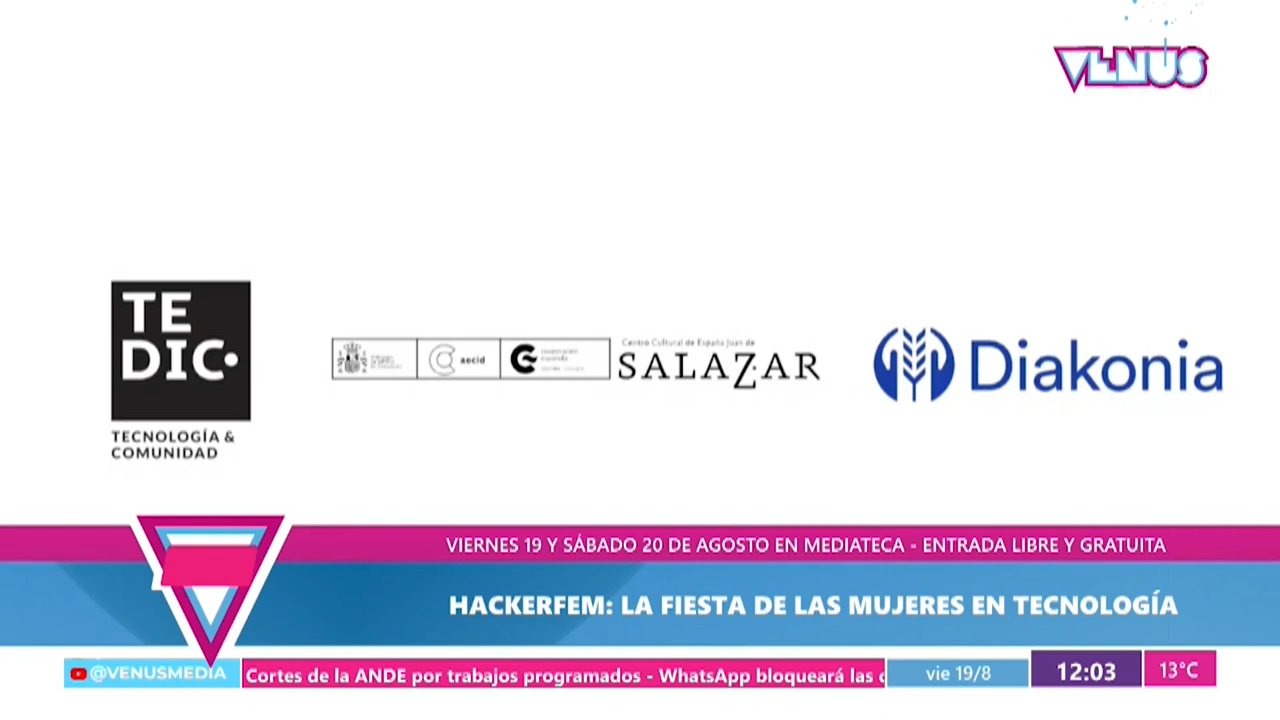 VENUS
TE
DIC
TECNOLOGÍA &
COMUNIDAD
aecid
Centro Cultural de España Juan de
SALAZAR
Diakonia
VIERNES 19 Y SÁBADO 20 DE AGOSTO EN MEDIATECA - ENTRADA LIBRE Y GRATUITA
HACKERFEM: LA FIESTA DE LAS MUJERES EN TECNOLOGÍA
@VENUSMEDIA
Cortes de la ANDE por trabajos programados - WhatsApp bloqueará las
vie 19/8
12:03
13°C